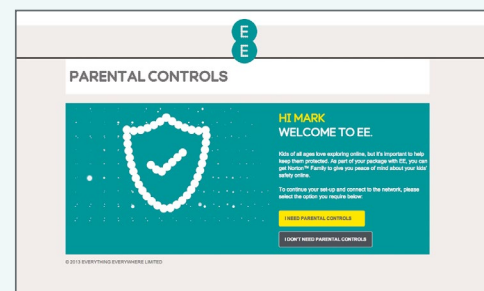 E
E
PARENTAL CONTROLS
HI MARK
WELCOME TO EE.
Kids of all ages love exploring online, but it's important to help
keep them protected. As part of your package with EE, you can
get Norton™ Family to give you peace of mind about your kids'
safety online.
To continue your set-up and connect to the network, please
select the option you require below:
I NEED PARENTAL CONTROLS
I DON'T NEED PARENTAL CONTROLS
© 2013 EVERYTHING EVERYWHERE LIMITED